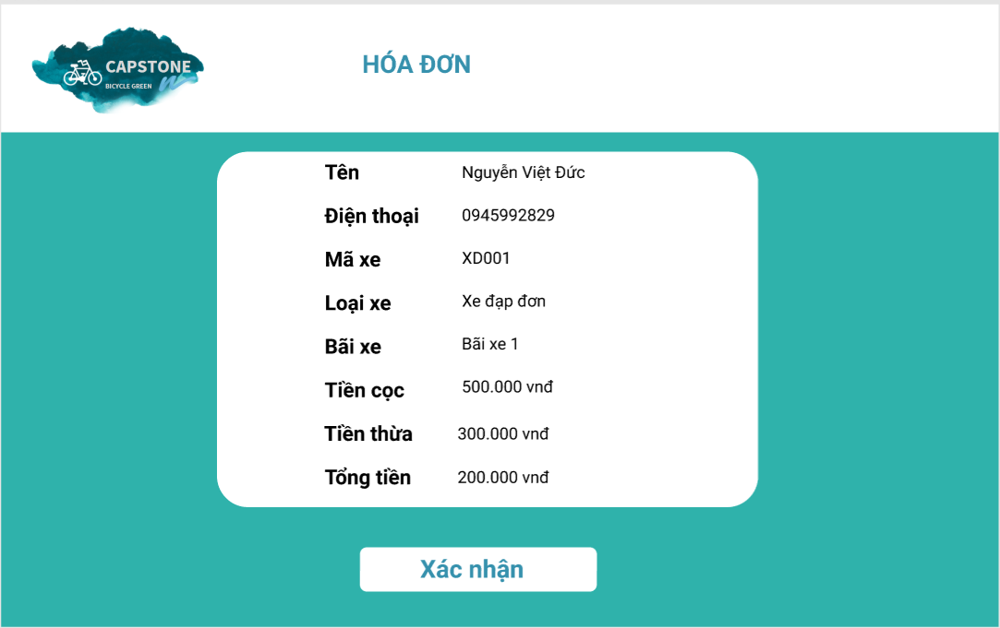 CAPSTONE
BICYCLE GREEN
HÓA ĐƠN
Tên Nguyễn Việt Đức
Điện thoại 0945992829
Mã xe XD001
Loại xe Xe đạp đơn
Bãi xe Bãi xe 1
Tiền cọc 500.000 vnđ
Tiền thừa 300.000 vnđ
Tổng tiền 200.000 vnđ
Xác nhận